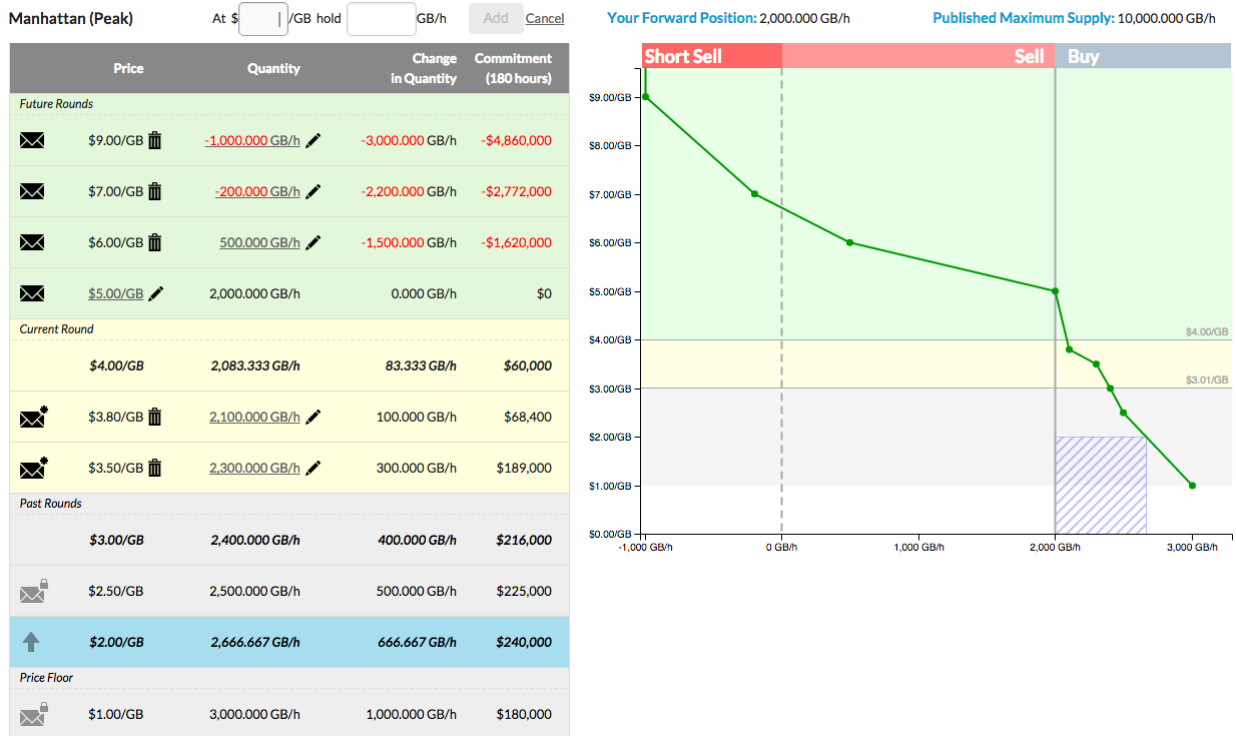 Manhattan (Peak) At $ /GB hold GB/h Add Cancel
Your Forward Position: 2,000.000 GB/h Published Maximum Supply: 10,000.000 GB/h
Price Quantity Change in Quantity Commitment (180 hours)
Future Rounds
$9.00/GB -1,000.000 GB/h -3,000.000 GB/h -$4,860,000
$7.00/GB -200.000 GB/h -2,200.000 GB/h -$2,772,000
$6.00/GB 500.000 GB/h -1,500.000 GB/h -$1,620,000
$5.00/GB 2,000.000 GB/h 0.000 GB/h $0
Current Round
$4.00/GB 2,083.333 GB/h 83.333 GB/h $60,000
$3.80/GB 2,100.000 GB/h 100.000 GB/h $68,400
$3.50/GB 2,300.000 GB/h 300.000 GB/h $189,000
Past Rounds
$3.00/GB 2,400.000 GB/h 400.000 GB/h $216,000
$2.50/GB 2,500.000 GB/h 500.000 GB/h $225,000
$2.00/GB 2,666.667 GB/h 666.667 GB/h $240,000
Price Floor
$1.00/GB 3,000.000 GB/h 1,000.000 GB/h $180,000
Short Sell Sell Buy
$9.00/GB
$8.00/GB
$7.00/GB
$6.00/GB
$5.00/GB
$4.00/GB
$4.00/GB
$3.01/GB
$3.00/GB
$2.00/GB
$1.00/GB
$0.00/GB
-1,000 GB/h 0 GB/h 1,000 GB/h 2,000 GB/h 3,000 GB/h